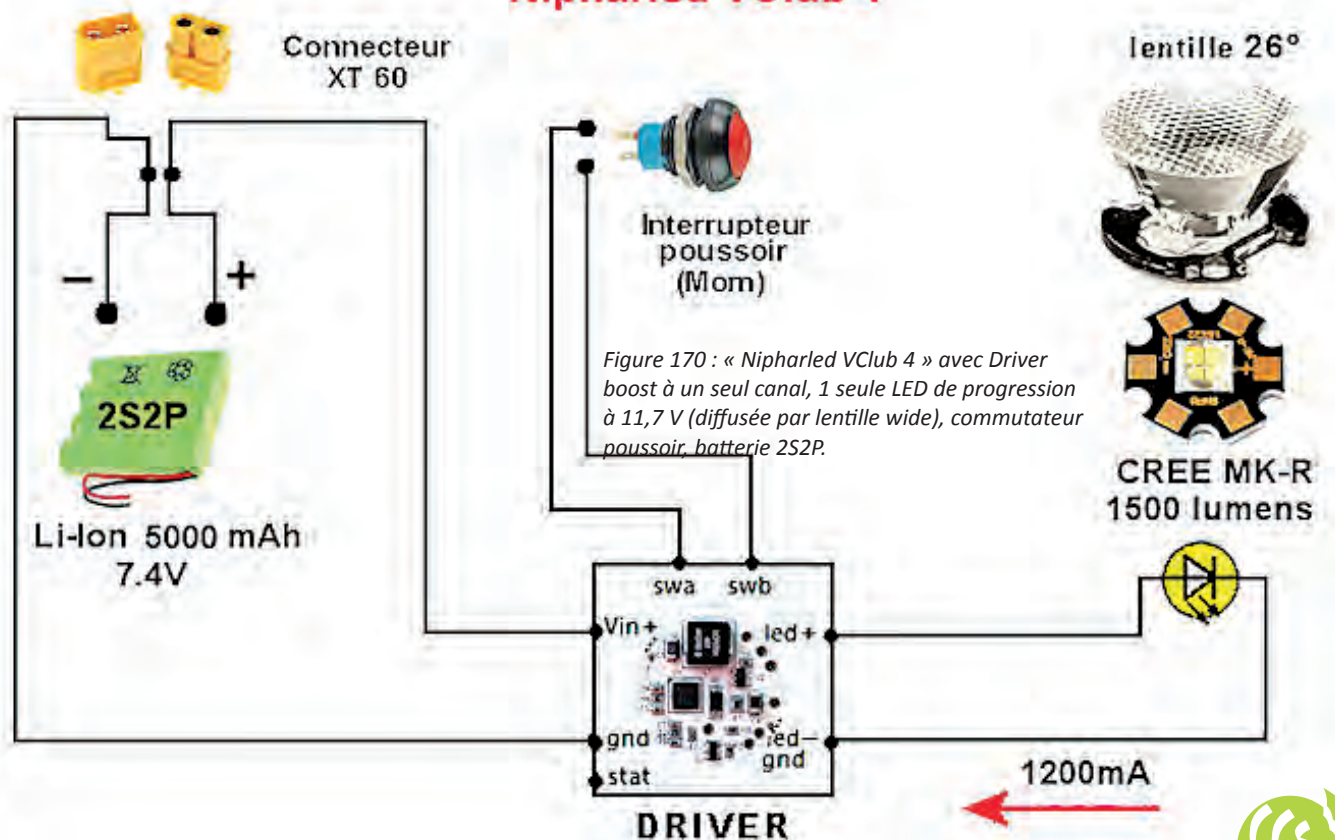 Connecteur
XT 60
lentille 26°
Interrupteur
poussoir
(Mom)
– +
2S2P
Li-Ion 5000 mAh
7.4V
Figure 170 : « Nipharled VClub 4 » avec Driver
boost à un seul canal, 1 seule LED de progression
à 11,7 V (diffusée par lentille wide), commutateur
poussoir, batterie 2S2P.
CREE MK-R
1500 lumens
swa swb
Vin+ led+
gnd led–
gnd
stat
1200mA
DRIVER